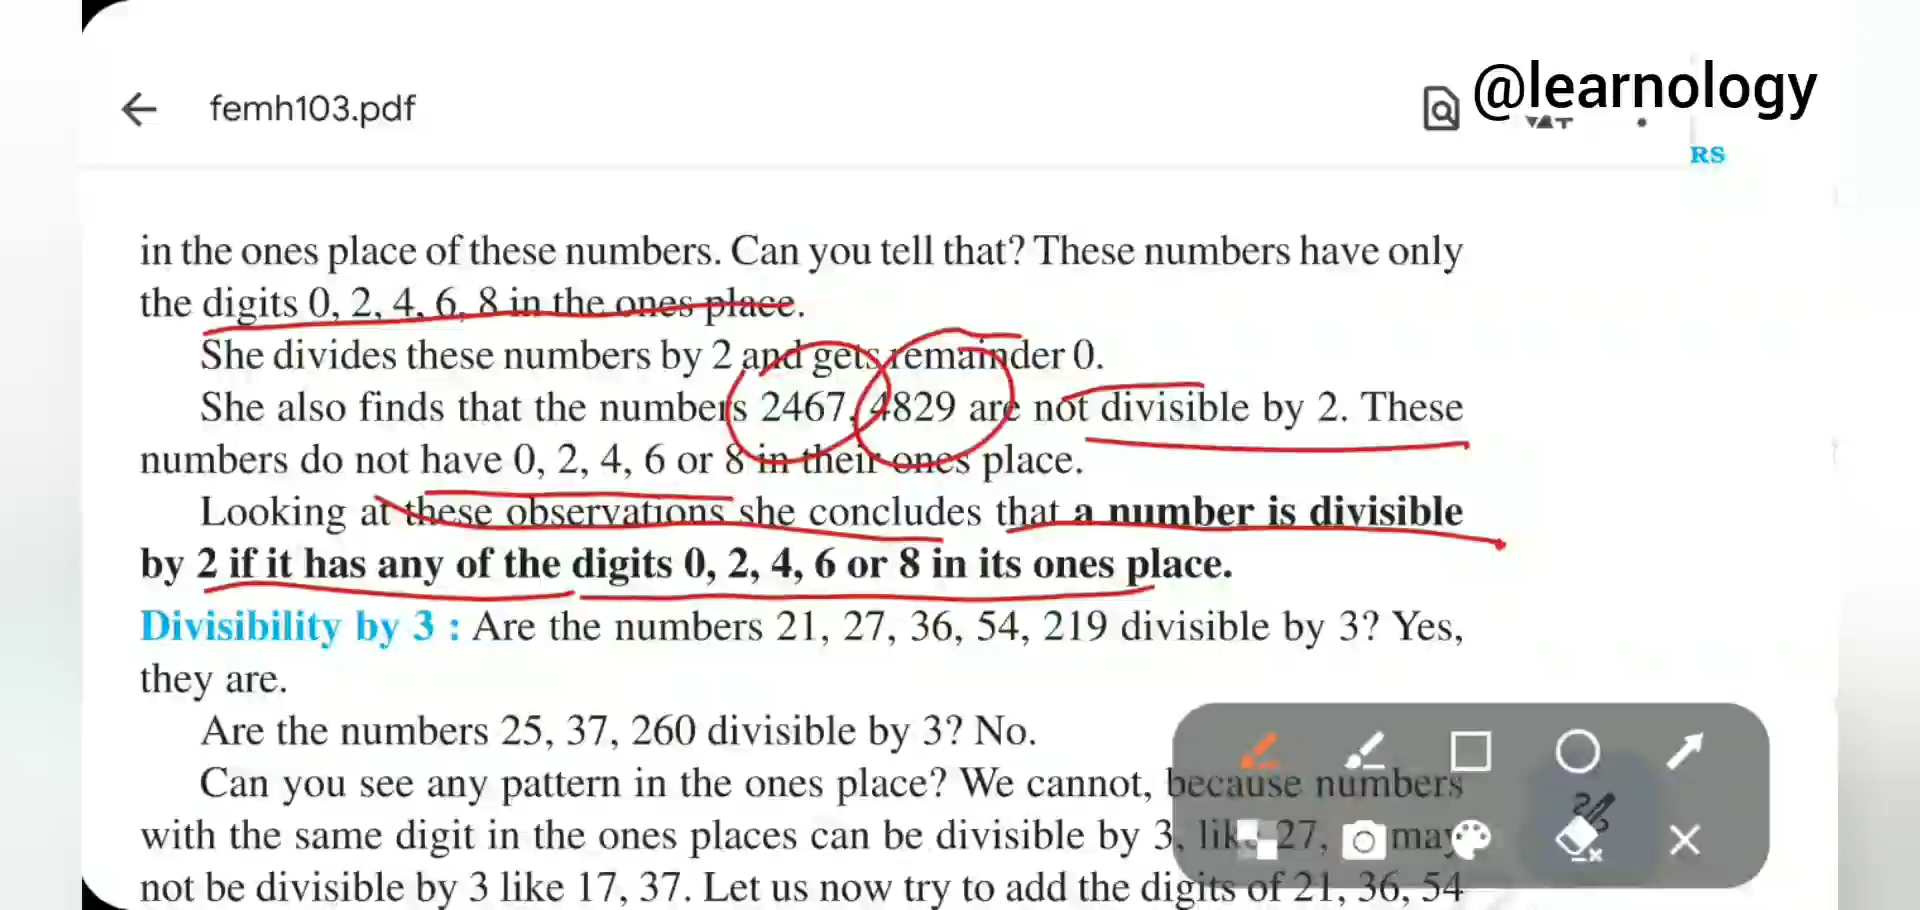 femh103.pdf
@learnology
RS
in the ones place of these numbers. Can you tell that? These numbers have only
the digits 0, 2, 4, 6, 8 in the ones place.
She divides these numbers by 2 and gets remainder 0.
She also finds that the numbers 2467, 4829 are not divisible by 2. These
numbers do not have 0, 2, 4, 6 or 8 in their ones place.
Looking at these observations she concludes that a number is divisible
by 2 if it has any of the digits 0, 2, 4, 6 or 8 in its ones place.
Divisibility by 3 : Are the numbers 21, 27, 36, 54, 219 divisible by 3? Yes,
they are.
Are the numbers 25, 37, 260 divisible by 3? No.
Can you see any pattern in the ones place? We cannot, because numbers
with the same digit in the ones places can be divisible by 3, like 27, may
not be divisible by 3 like 17, 37. Let us now try to add the digits of 21, 36, 54